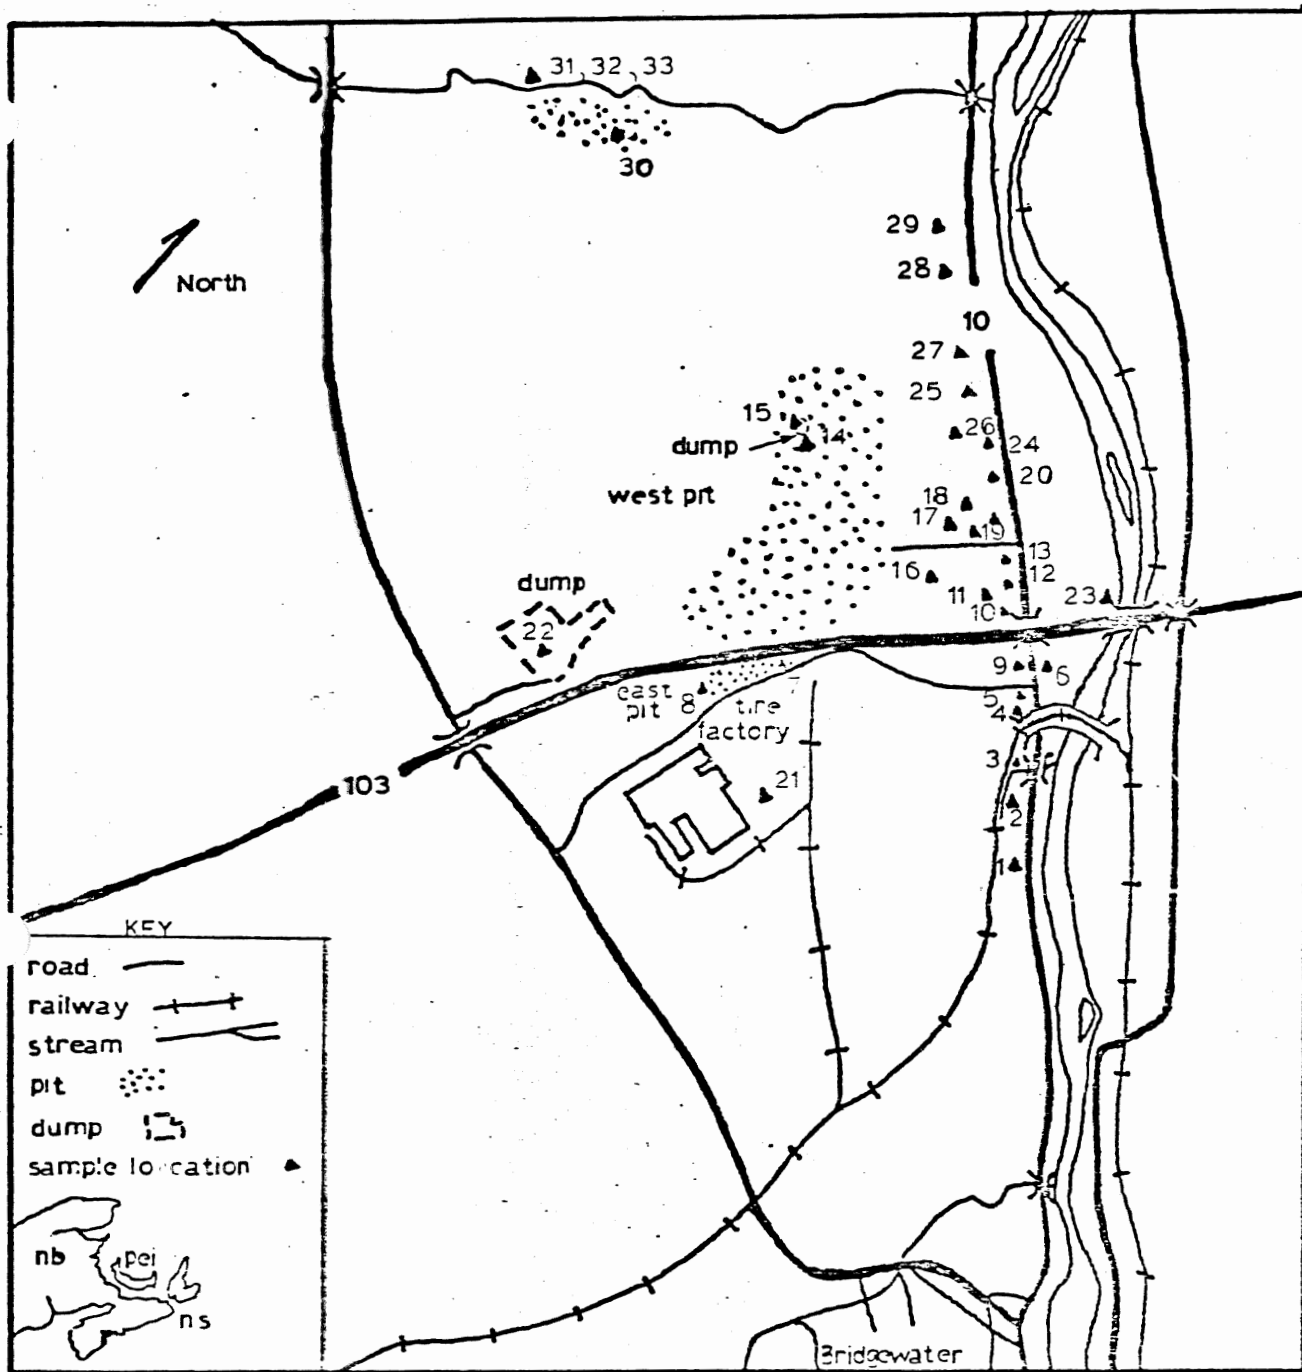 31, 32, 33
30
North
29
28
10
27
25
15
26
14
24
dump
20
west pit
18
17
19
13
16
12
dump
11
10
23
22
9
6
east
pit
8
7
5
4
tire
factory
3
103
21
2
1
KEY
road
railway
stream
pit
dump
sample location
nb
pei
ns
Bridgewater